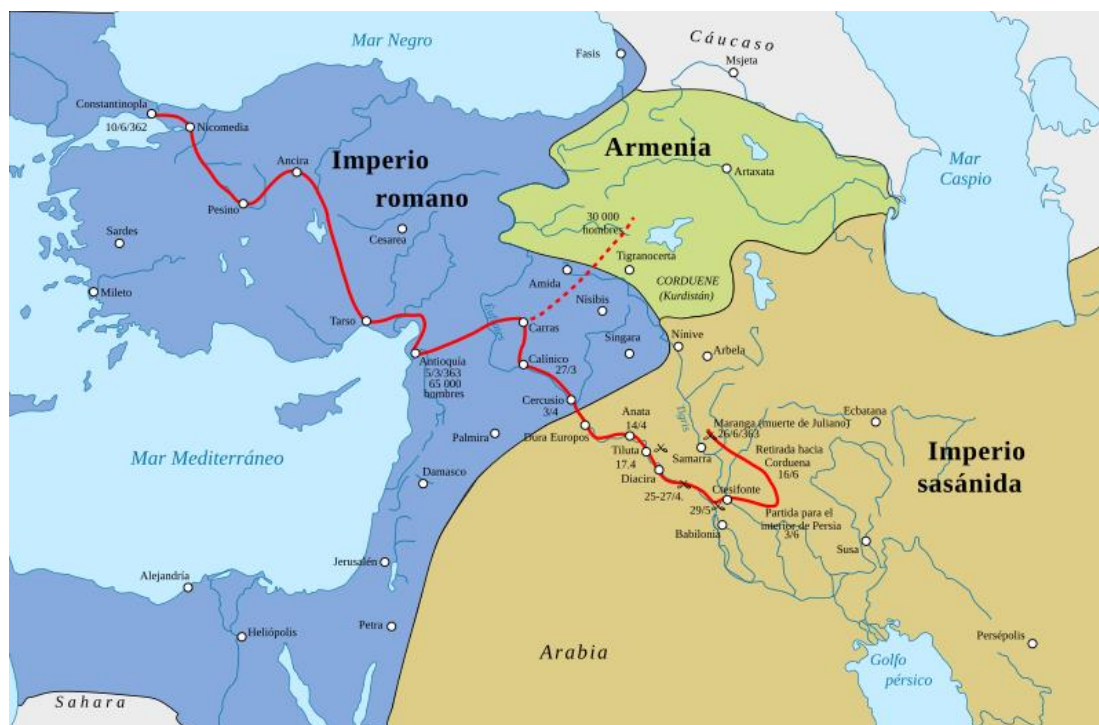 Mar Negro
Cáucaso
Fasis
Msjeta
Constantinopla
10/6/362
Nicomedia
Imperio
romano
Armenia
Mar
Caspio
Ancira
Artaxata
Pesino
30 000
hombres
Sardes
Cesarea
Tigranocerta
Amida
CORDUENE
(Kurdistán)
Mileto
Nísibis
Éufrates
Tarso
Carras
Singara
Nínive
Arbela
Antioquía
5/3/363
65 000
hombres
Calínico
27/3
Cercusio
3/4
Tigris
Anata
14/4
Ecbatana
Maranga (muerte de Juliano)
26/6/363
Dura Europos
Palmira
Tiluta
17.4
Samarra
Retirada hacia
Corduena
16/6
Imperio
sasánida
Mar Mediterráneo
Damasco
Diacira
25-27/4.
Ctesifonte
29/5
Partida para el
interior de Persia
3/6
Babilonia
Susa
Jerusalén
Alejandría
Heliópolis
Petra
Arabia
Persépolis
Golfo
pérsico
Sahara